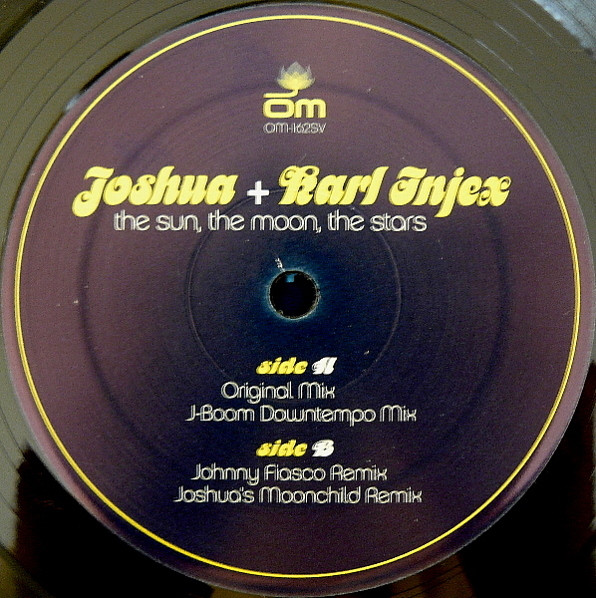 om
OM-162SV
Joshua + Karl Injex
the sun, the moon, the stars
side A
Original Mix
J-Boom Downtempo Mix
side B
Johnny Fiasco Remix
Joshua's Moonchild Remix